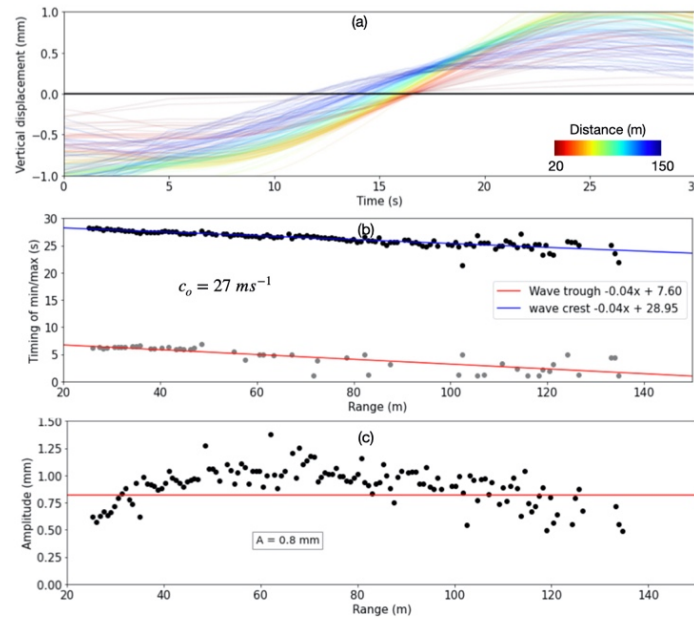 (a)
1.0
0.5
0.0
−0.5
−1.0
Vertical displacement (mm)
Distance (m)
20 150
0 5 10 15 20 25 3
Time (s)
(b)
30
25
20
15
10
5
0
Timing of min/max (s)
c₀ = 27 ms⁻¹
Wave trough -0.04x + 7.60
wave crest -0.04x + 28.95
20 40 60 80 100 120 140
Range (m)
(c)
1.50
1.25
1.00
0.75
0.50
0.25
0.00
Amplitude (mm)
A = 0.8 mm
20 40 60 80 100 120 140
Range (m)